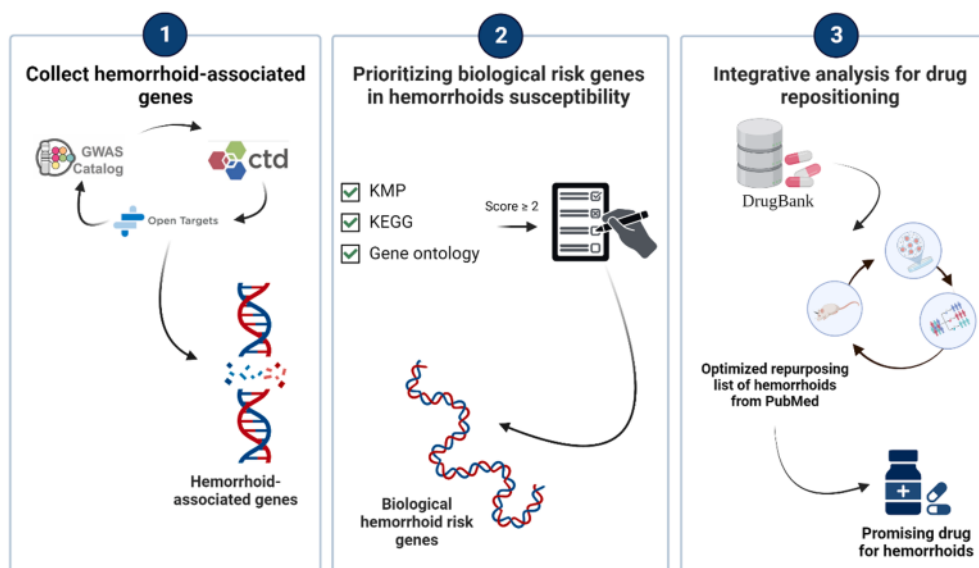 1
Collect hemorrhoid-associated
genes
GWAS
Catalog
ctd
Open Targets
Hemorrhoid-
associated genes
2
Prioritizing biological risk genes
in hemorrhoids susceptibility
KMP
KEGG
Gene ontology
Score ≥ 2
Biological
hemorrhoid risk
genes
3
Integrative analysis for drug
repositioning
DrugBank
Optimized repurposing
list of hemorrhoids
from PubMed
Promising drug
for hemorrhoids